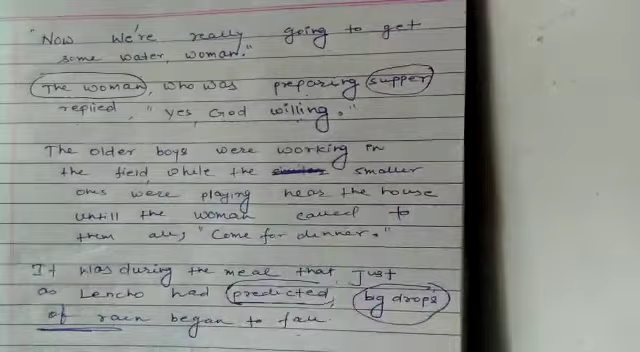 "Now we're really going to get
some water, woman."
The woman, who was preparing supper
replied, "yes, God willing."
The older boys were working in
the field, while the smaller
ones were playing near the house
untill the woman called to
them all, "Come for dinner."
It was during the meal that Just
as Lencho had predicted, bg drops
of rain began to fall